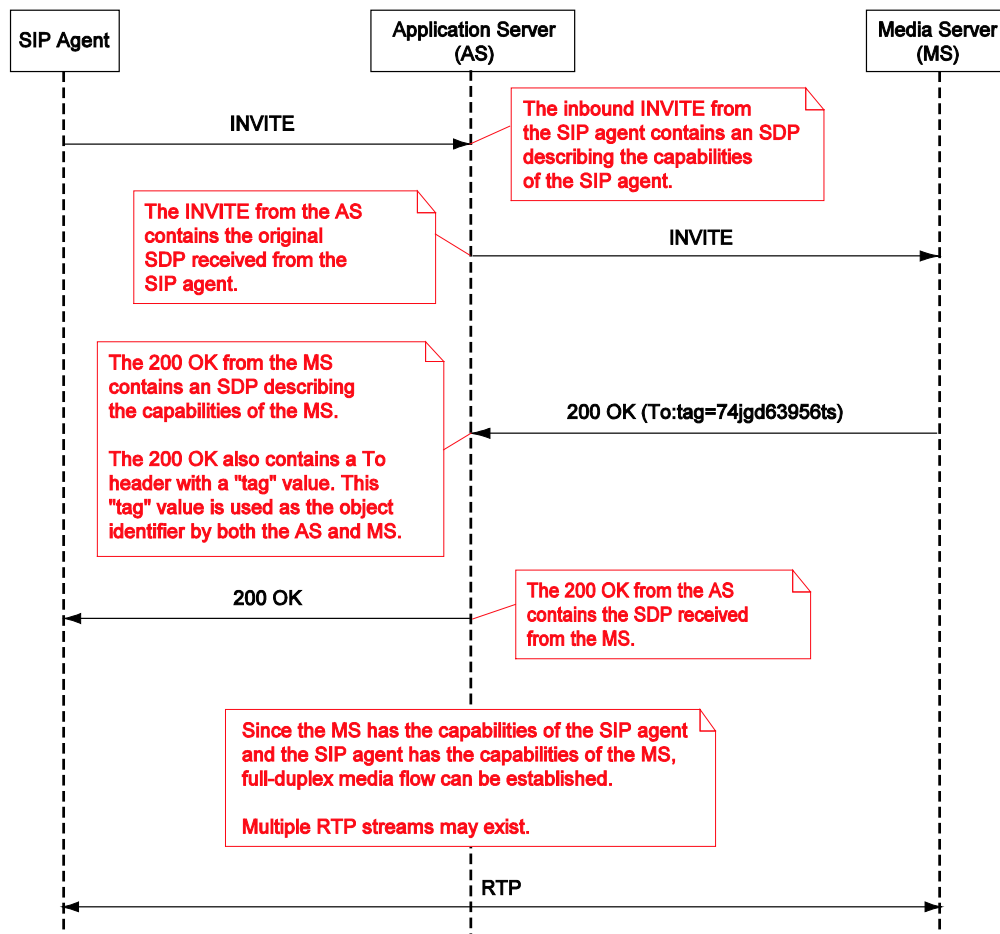 SIP Agent
Application Server
(AS)
Media Server
(MS)
INVITE
The inbound INVITE from
the SIP agent contains an SDP
describing the capabilities
of the SIP agent.
The INVITE from the AS
contains the original
SDP received from the
SIP agent.
INVITE
The 200 OK from the MS
contains an SDP describing
the capabilities of the MS.
The 200 OK also contains a To
header with a "tag" value. This
"tag" value is used as the object
identifier by both the AS and MS.
200 OK (To:tag=74jgd63956ts)
200 OK
The 200 OK from the AS
contains the SDP received
from the MS.
Since the MS has the capabilities of the SIP agent
and the SIP agent has the capabilities of the MS,
full-duplex media flow can be established.
Multiple RTP streams may exist.
RTP